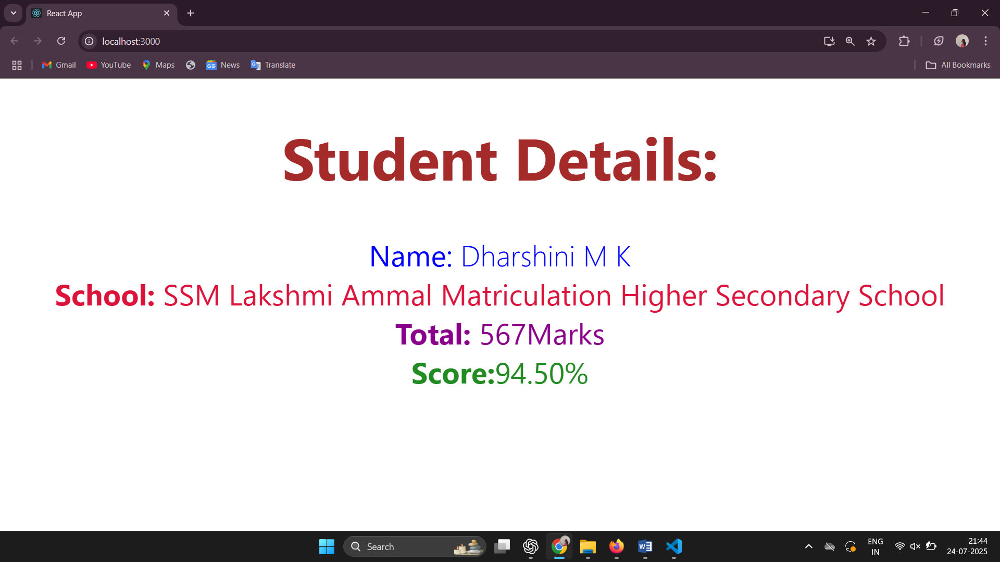 React App
localhost:3000
Gmail YouTube Maps News Translate All Bookmarks
Student Details:
Name: Dharshini M K
School: SSM Lakshmi Ammal Matriculation Higher Secondary School
Total: 567Marks
Score:94.50%
Search
ENG
IN
21:44
24-07-2025